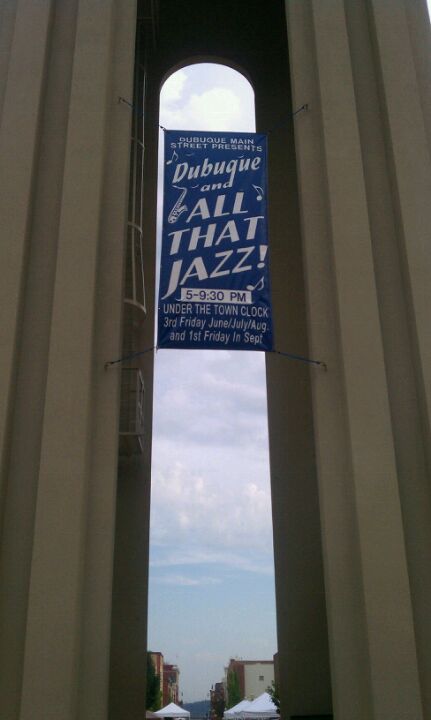 DUBUQUE MAIN
STREET PRESENTS
Dubuque
and
ALL
THAT
JAZZ!
5-9:30 PM
UNDER THE TOWN CLOCK
3rd Friday June/July/Aug.
and 1st Friday In Sept